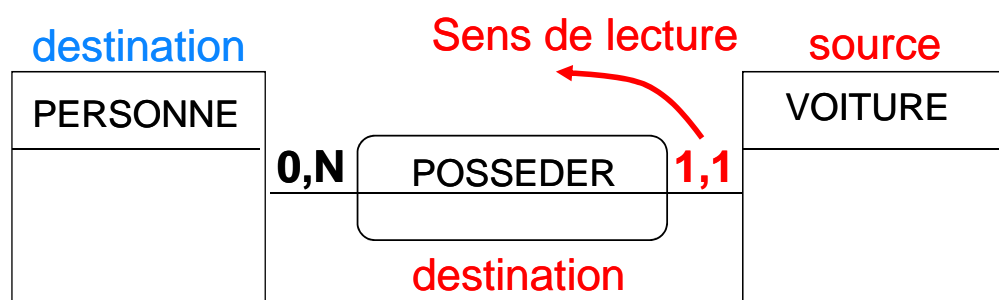 destination
Sens de lecture
source
PERSONNE
VOITURE
0,N
POSSEDER
1,1
destination